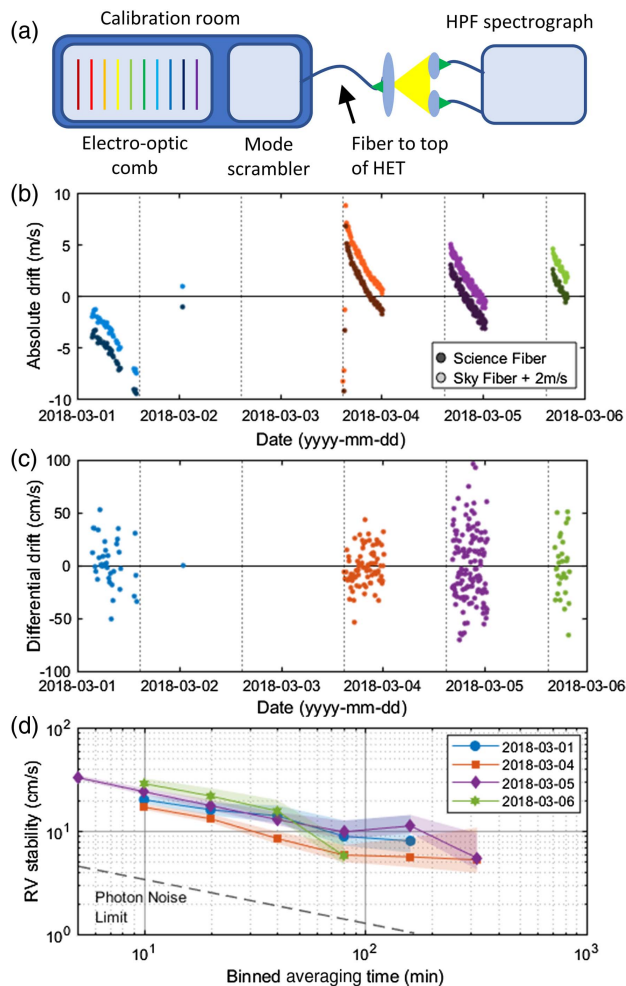 (a)
Calibration room
HPF spectrograph
Electro-optic
comb
Mode
scrambler
Fiber to top
of HET
(b)
Absolute drift (m/s)
10
5
0
-5
-10
Science Fiber
Sky Fiber + 2m/s
2018-03-01 2018-03-02 2018-03-03 2018-03-04 2018-03-05 2018-03-06
Date (yyyy-mm-dd)
(c)
Differential drift (cm/s)
100
50
0
-50
-100
2018-03-01 2018-03-02 2018-03-03 2018-03-04 2018-03-05 2018-03-06
Date (yyyy-mm-dd)
(d)
RV stability (cm/s)
10²
10¹
10⁰
2018-03-01
2018-03-04
2018-03-05
2018-03-06
Photon Noise
Limit
10¹ 10² 10³
Binned averaging time (min)